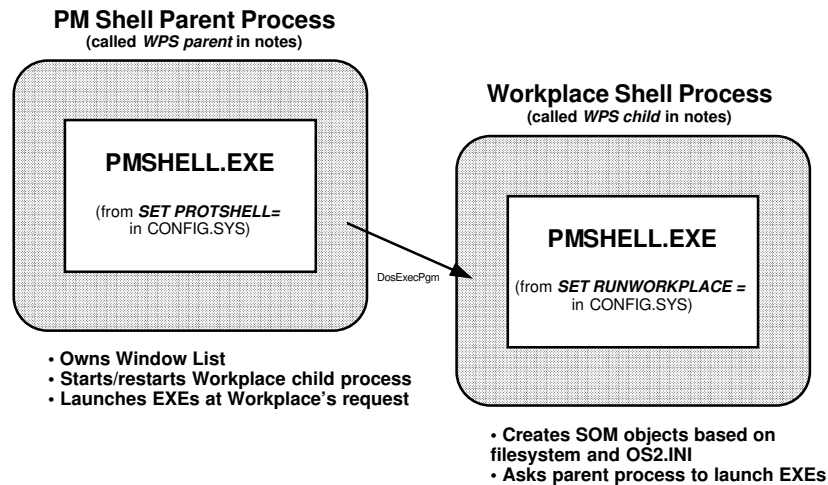 PM Shell Parent Process
(called WPS parent in notes)
PMSHELL.EXE
(from SET PROTSHELL=
in CONFIG.SYS)
• Owns Window List
• Starts/restarts Workplace child process
• Launches EXEs at Workplace's request
DosExecPgm
Workplace Shell Process
(called WPS child in notes)
PMSHELL.EXE
(from SET RUNWORKPLACE =
in CONFIG.SYS)
• Creates SOM objects based on
filesystem and OS2.INI
• Asks parent process to launch EXEs